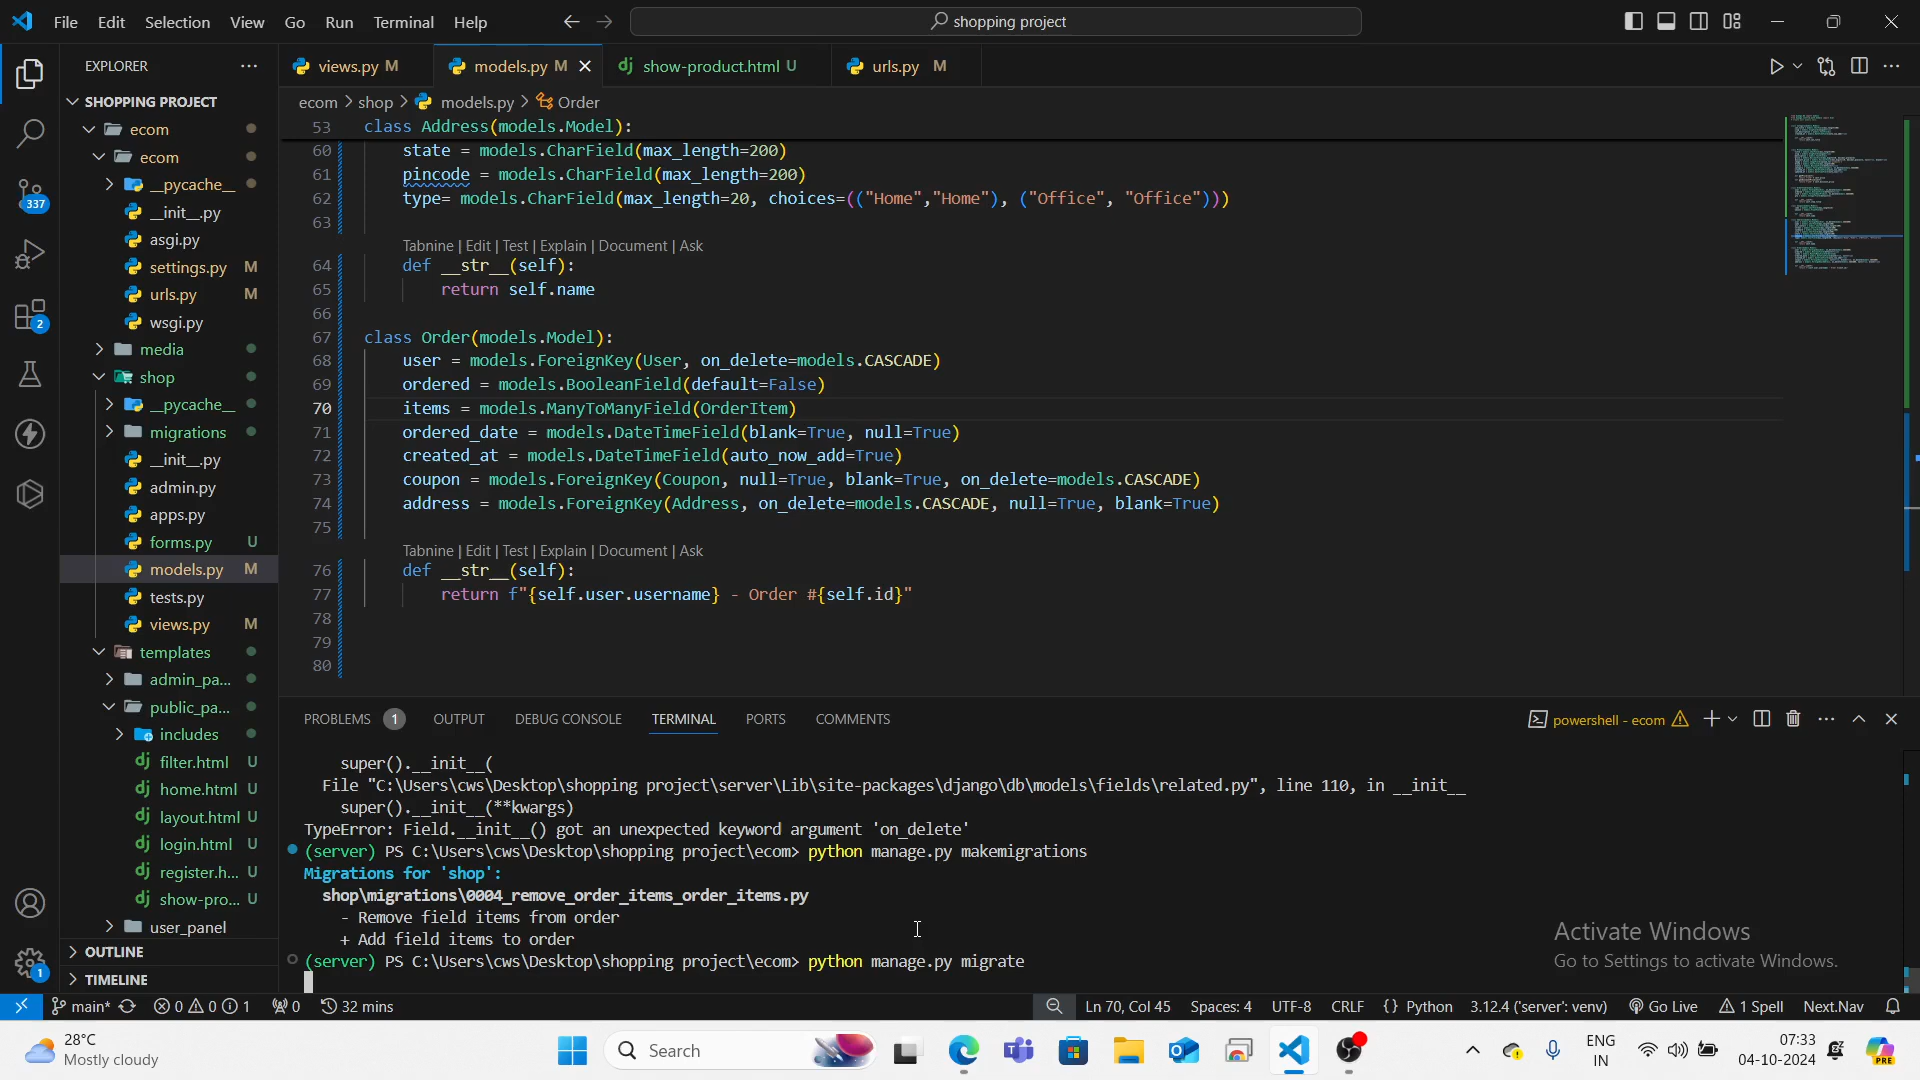 File Edit Selection View Go Run Terminal Help
shopping project
EXPLORER
SHOPPING PROJECT
ecom
ecom
__pycache__
__init__.py
asgi.py
settings.py M
urls.py M
wsgi.py
media
shop
__pycache__
migrations
__init__.py
admin.py
apps.py
forms.py U
models.py M
tests.py
views.py M
templates
admin_pa...
public_pa...
includes
filter.html U
home.html U
layout.html U
login.html U
register.h... U
show-pro... U
user_panel
OUTLINE
TIMELINE
337
2
1
views.py M
models.py M
show-product.html U
urls.py M
ecom > shop > models.py > Order
53 class Address(models.Model):
60 state = models.CharField(max_length=200)
61 pincode = models.CharField(max_length=200)
62 type= models.CharField(max_length=20, choices=(("Home","Home"), ("Office", "Office")))
63
Tabnine | Edit | Test | Explain | Document | Ask
64 def __str__(self):
65 return self.name
66
67 class Order(models.Model):
68 user = models.ForeignKey(User, on_delete=models.CASCADE)
69 ordered = models.BooleanField(default=False)
70 items = models.ManyToManyField(OrderItem)
71 ordered_date = models.DateTimeField(blank=True, null=True)
72 created_at = models.DateTimeField(auto_now_add=True)
73 coupon = models.ForeignKey(Coupon, null=True, blank=True, on_delete=models.CASCADE)
74 address = models.ForeignKey(Address, on_delete=models.CASCADE, null=True, blank=True)
75
Tabnine | Edit | Test | Explain | Document | Ask
76 def __str__(self):
77 return f"{self.user.username} - Order #{self.id}"
78
79
80
PROBLEMS 1 OUTPUT DEBUG CONSOLE TERMINAL PORTS COMMENTS
powershell - ecom
super().__init__(
File "C:\Users\cws\Desktop\shopping project\server\Lib\site-packages\django\db\models\fields\related.py", line 110, in __init__
super().__init__(**kwargs)
TypeError: Field.__init__() got an unexpected keyword argument 'on_delete'
(server) PS C:\Users\cws\Desktop\shopping project\ecom> python manage.py makemigrations
Migrations for 'shop':
shop\migrations\0004_remove_order_items_order_items.py
- Remove field items from order
+ Add field items to order
(server) PS C:\Users\cws\Desktop\shopping project\ecom> python manage.py migrate
Activate Windows
Go to Settings to activate Windows.
main* 0 0 1 0 32 mins
Ln 70, Col 45 Spaces: 4 UTF-8 CRLF {} Python 3.12.4 ('server': venv) Go Live 1 Spell Next.Nav
28°C
Mostly cloudy
Search
ENG
IN
07:33
04-10-2024
PRE